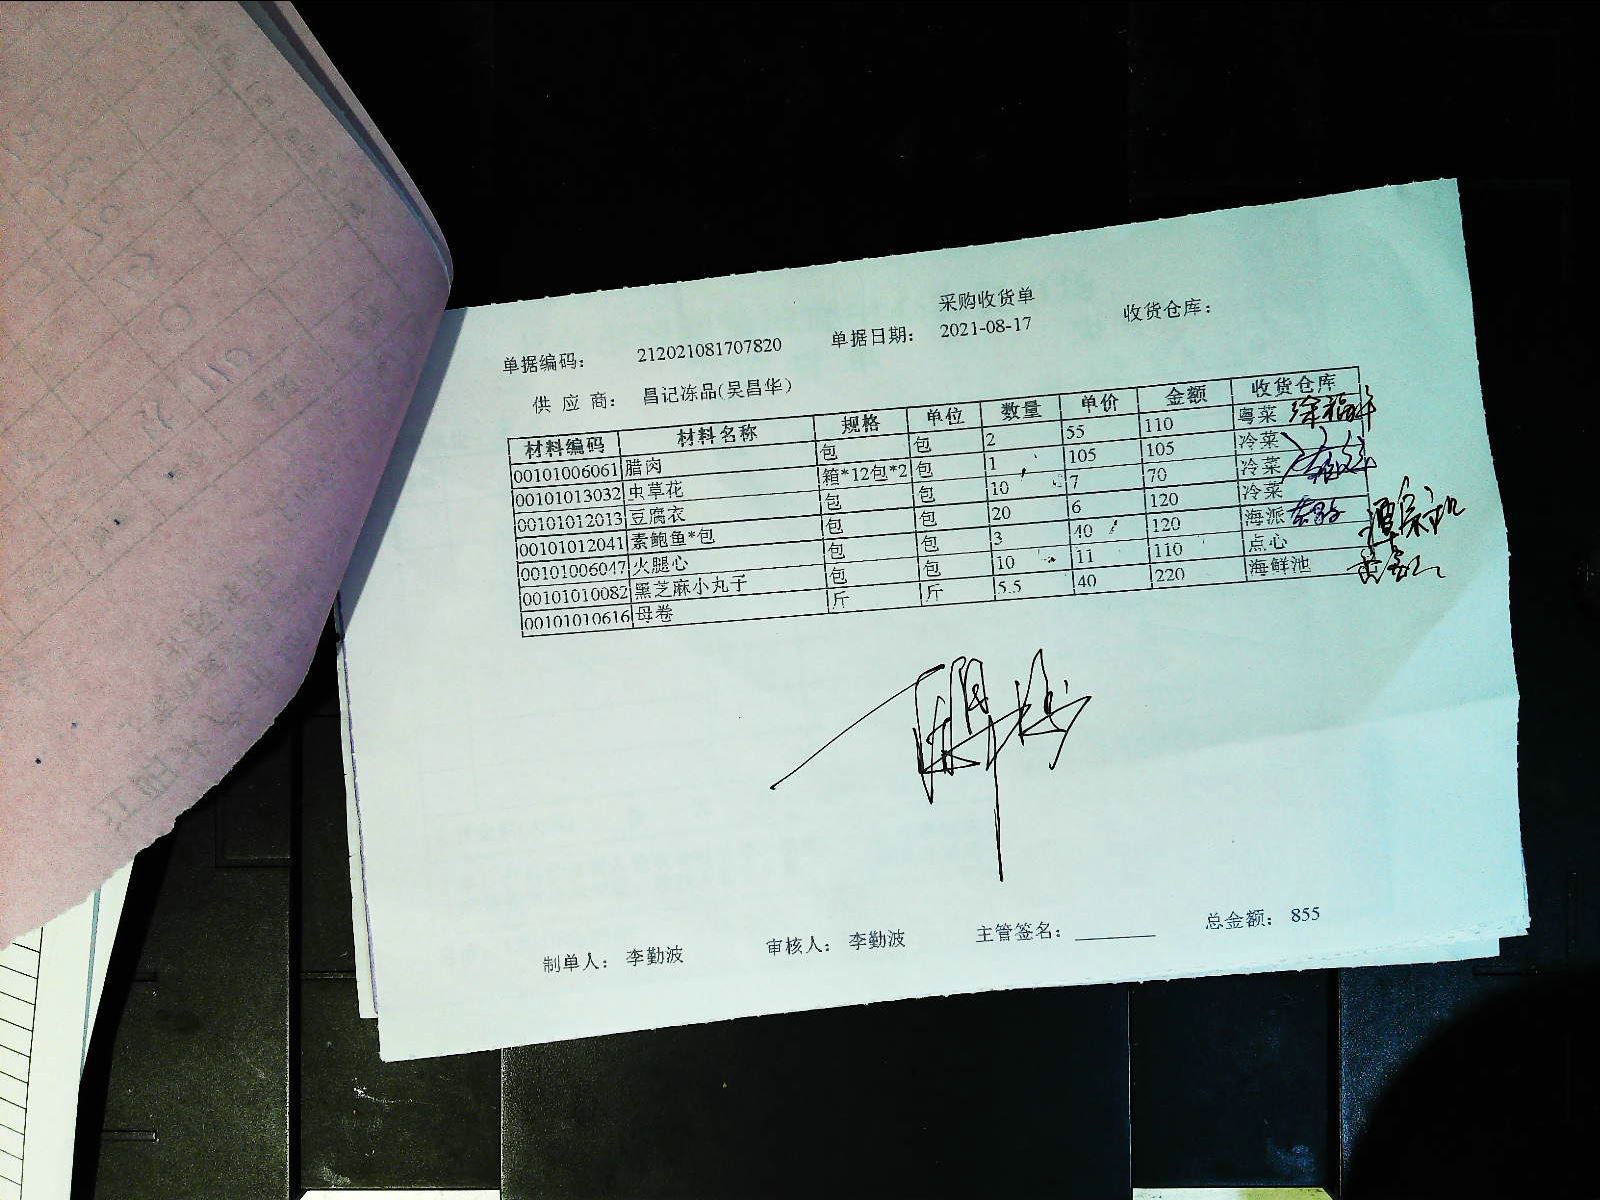 采购收货单
单据编码： 212021081707820 单据日期： 2021-08-17 收货仓库：
供 应 商： 昌记冻品(吴昌华)
材料编码 材料名称 规格 单位 数量 单价 金额 收货仓库
00101006061 腊肉 包 包 2 55 110 粤菜
00101013032 虫草花 箱*12包*2 包 1 105 105 冷菜
00101012013 豆腐衣 包 包 10 7 70 冷菜
00101012041 素鲍鱼*包 包 包 20 6 120 冷菜
00101006047 火腿心 包 包 3 40 120 海派
00101010082 黑芝麻小丸子 包 包 10 11 110 点心
00101010616 母卷 斤 斤 5.5 40 220 海鲜池
制单人： 李勤波 审核人： 李勤波 主管签名： 总金额： 855